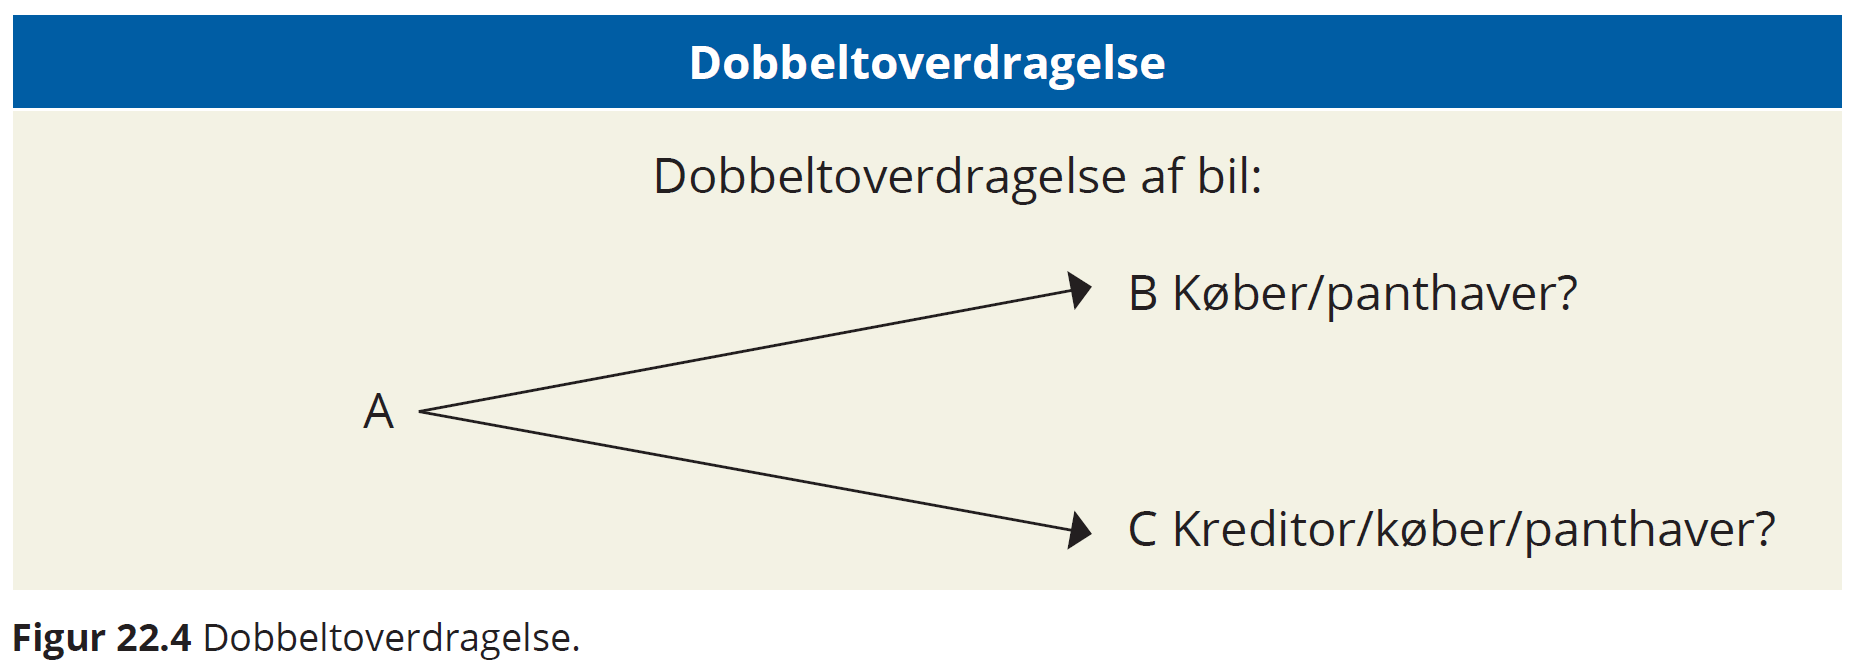 Dobbeltoverdragelse
Dobbeltoverdragelse af bil:
B Køber/panthaver?
A
C Kreditor/køber/panthaver?
Figur 22.4 Dobbeltoverdragelse.